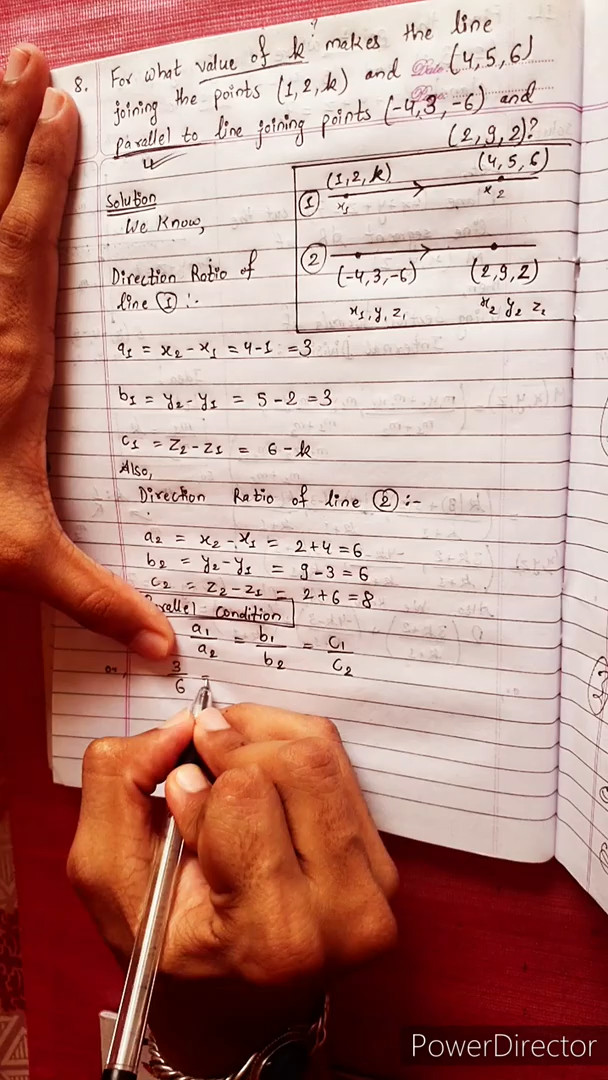 8. For what value of k makes the line
joining the points (1,2,k) and Date: (4,5,6)
parallel to line joining points (-4,3,-6) and
(2,9,2)?
(1,2,k) (4,5,6)
① x₁ x₂
②
(-4,3,-6) (2,9,2)
x₁,y,z₁ x₂ y₂ z₂
Solution
We know,
Direction Ratio of
line ① :-
a₁ = x₂-x₁ = 4-1 = 3
b₁ = y₂-y₁ = 5-2 = 3
c₁ = z₂-z₁ = 6-k
Also,
Direction Ratio of line ② :-
a₂ = x₂-x₁ = 2+4 = 6
b₂ = y₂-y₁ = 9-3 = 6
c₂ = z₂-z₁ = 2+6 = 8
Condition
a₁/a₂ = b₁/b₂ = c₁/c₂
or, 3/6 =
PowerDirector